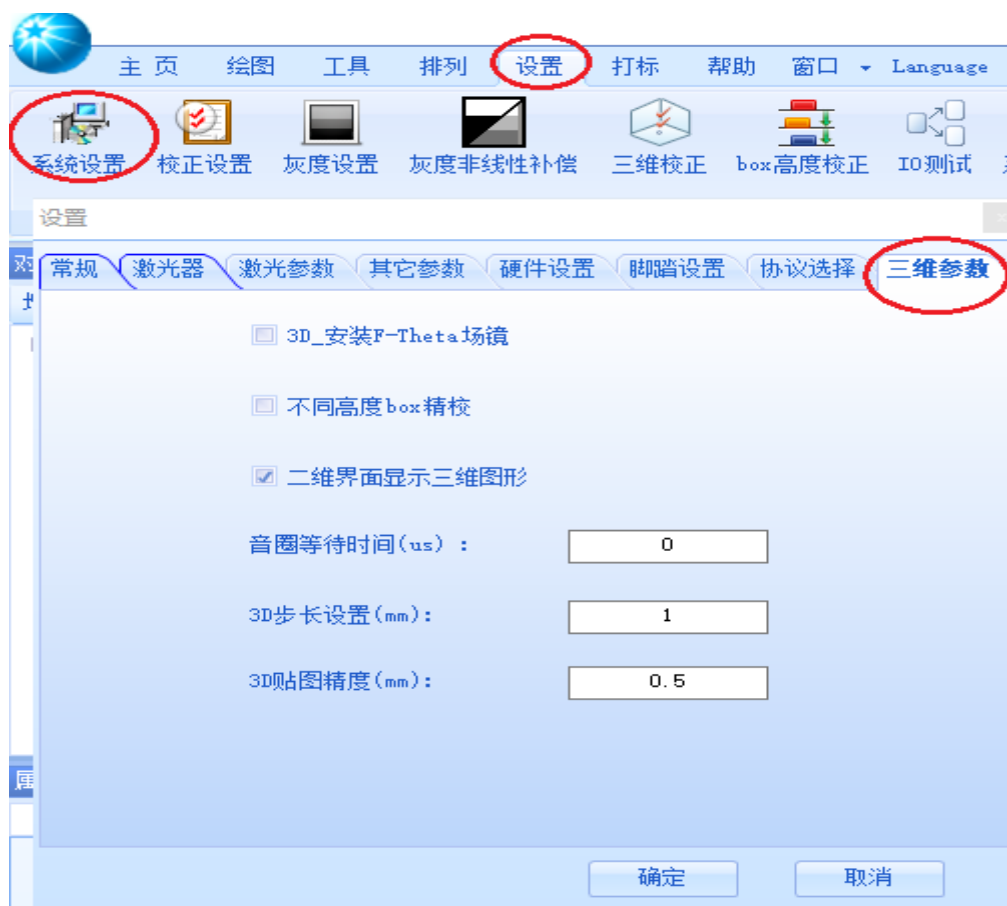 主页 绘图 工具 排列 设置 打标 帮助 窗口 Language
系统设置 校正设置 灰度设置 灰度非线性补偿 三维校正 box高度校正 IO测试
设置
常规 激光器 激光参数 其它参数 硬件设置 脚踏设置 协议选择 三维参数
3D_安装F-Theta场镜
不同高度box精校
二维界面显示三维图形
音圈等待时间(us) : 0
3D步长设置(mm): 1
3D贴图精度(mm): 0.5
属
确定 取消